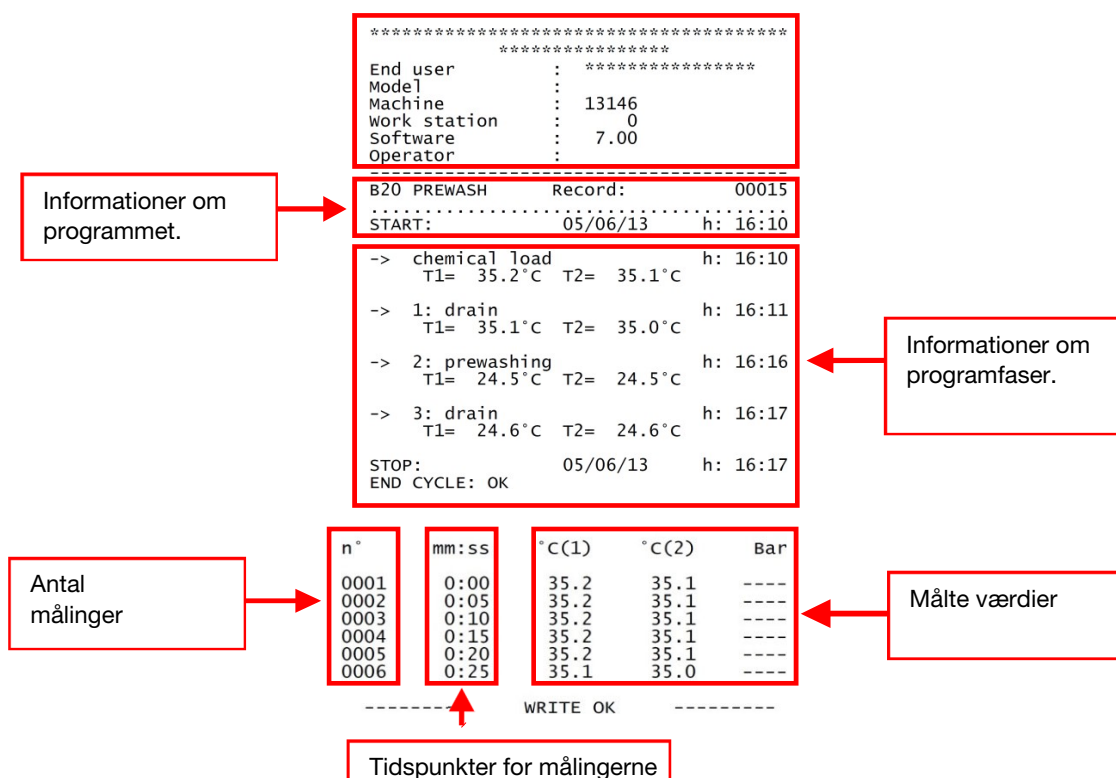 ***************************************
****************
End user : ****************
Model :
Machine : 13146
Work station : 0
Software : 7.00
Operator :
---------------------------------------
B20 PREWASH Record: 00015
.......................................
START: 05/06/13 h: 16:10
Informationer om
programmet.
-> chemical load h: 16:10
T1= 35.2°C T2= 35.1°C
-> 1: drain h: 16:11
T1= 35.1°C T2= 35.0°C
-> 2: prewashing h: 16:16
T1= 24.5°C T2= 24.5°C
-> 3: drain h: 16:17
T1= 24.6°C T2= 24.6°C
STOP: 05/06/13 h: 16:17
END CYCLE: OK
Informationer om
programfaser.
n° mm:ss °C(1) °C(2) Bar
0001 0:00 35.2 35.1 ----
0002 0:05 35.2 35.1 ----
0003 0:10 35.2 35.1 ----
0004 0:15 35.2 35.1 ----
0005 0:20 35.2 35.1 ----
0006 0:25 35.1 35.0 ----
Antal
målinger
Målte værdier
--------- WRITE OK ---------
Tidspunkter for målingerne